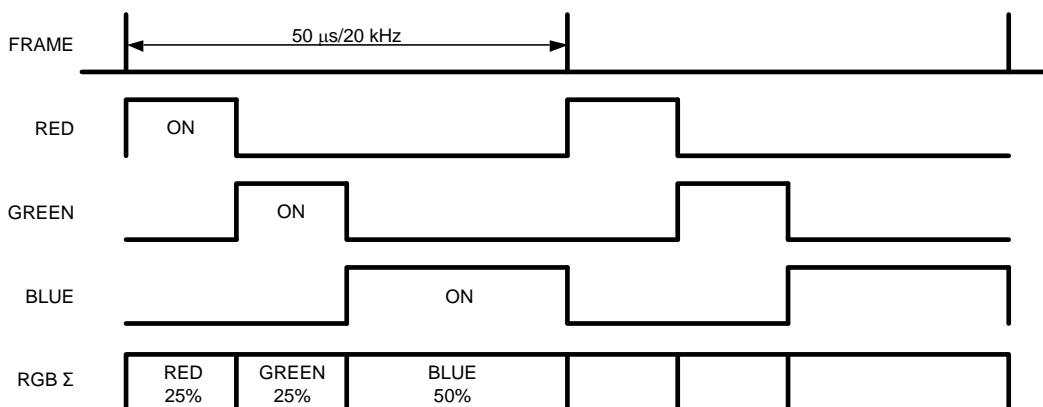 FRAME
50 μs/20 kHz
RED
ON
GREEN
ON
BLUE
ON
RGB Σ
RED
25%
GREEN
25%
BLUE
50%